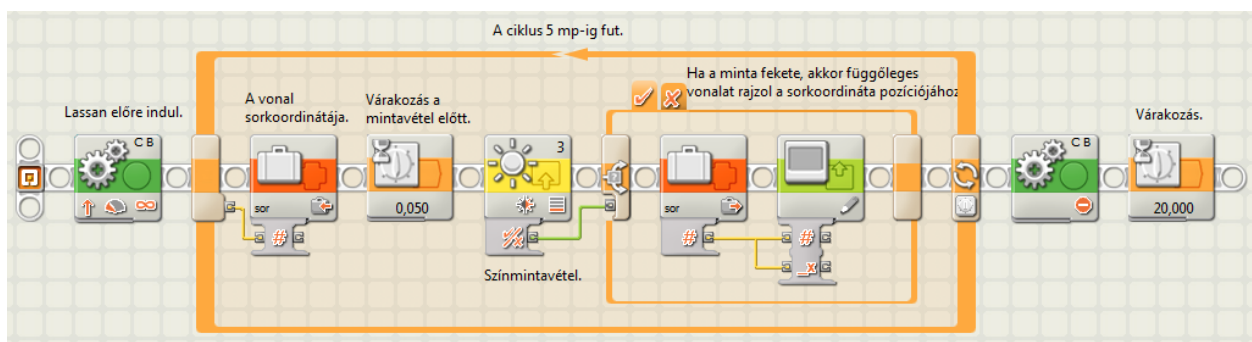 A ciklus 5 mp-ig fut.
Ha a minta fekete, akkor függőleges
vonalat rajzol a sorkoordináta pozíciójához
A vonal
sorkoordinátája.
Várakozás a
mintavétel előtt.
Lassan előre indul.
Várakozás.
C B
3
C B
sor
0,050
sor
20,000
#
#
#
x
Színmintavétel.